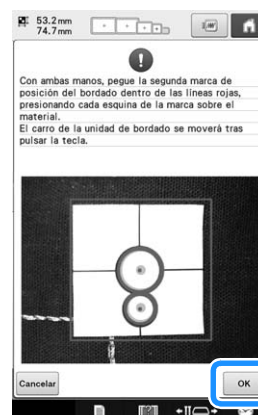 53.2mm
74.7mm
Con ambas manos, pegue la segunda marca de
posición del bordado dentro de las líneas rojas,
presionando cada esquina de la marca sobre el
material.
El carro de la unidad de bordado se moverá tras
pulsar la tecla.
Cancelar
OK